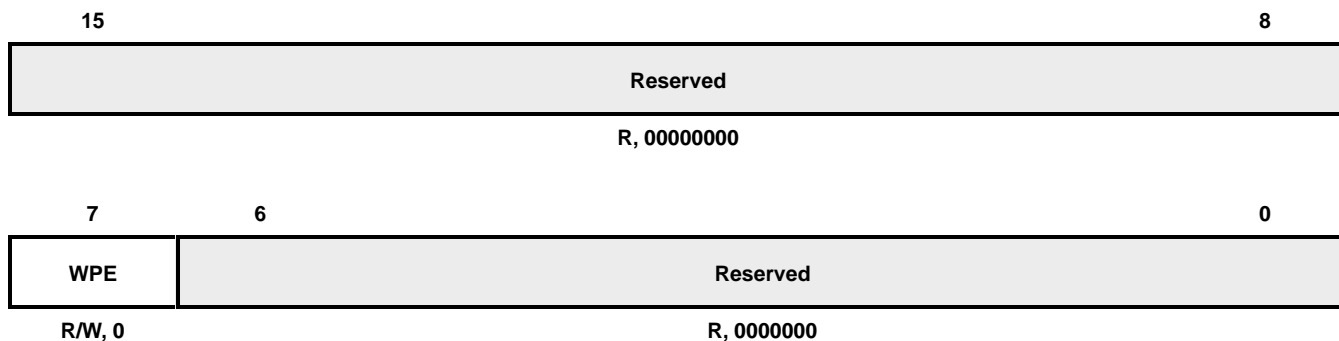 15 8
Reserved
R, 00000000
7 6 0
WPE Reserved
R/W, 0 R, 0000000